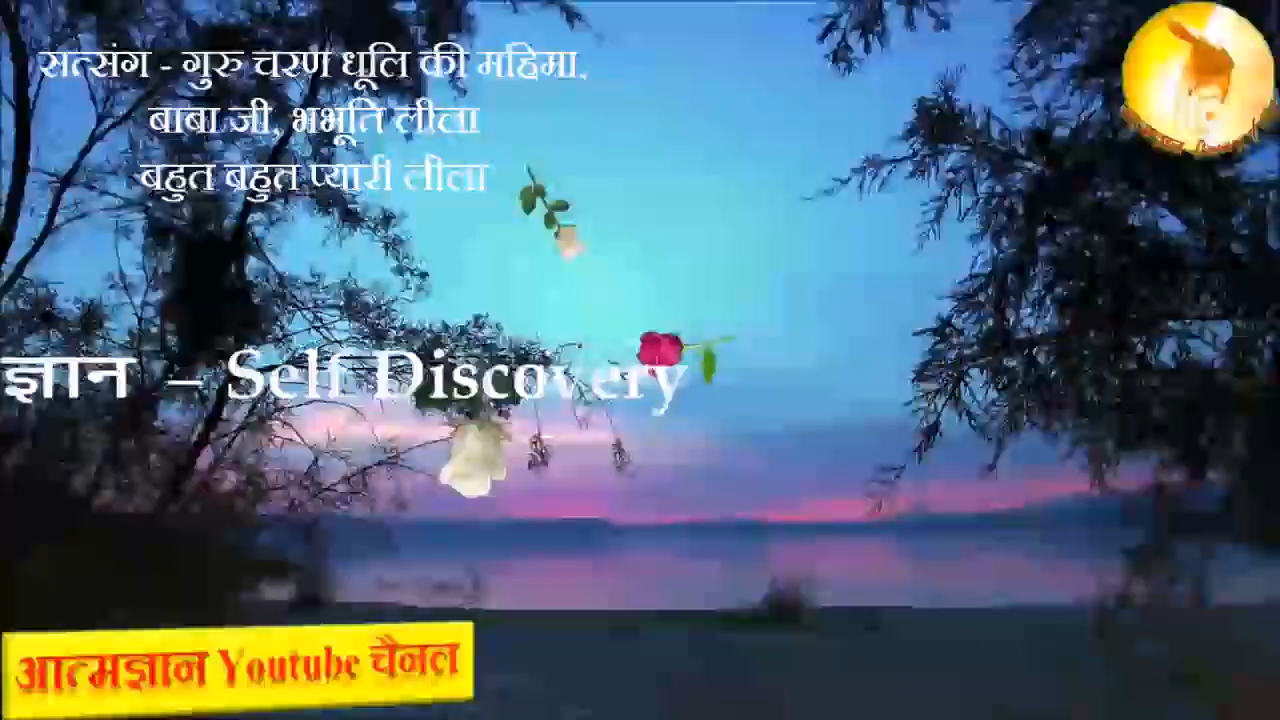 सत्संग - गुरु चरण धूलि की महिमा,
बाबा जी, भभूति लीला
बहुत बहुत प्यारी लीला
ज्ञान – Self Discovery
आत्मज्ञान Youtube चैनल